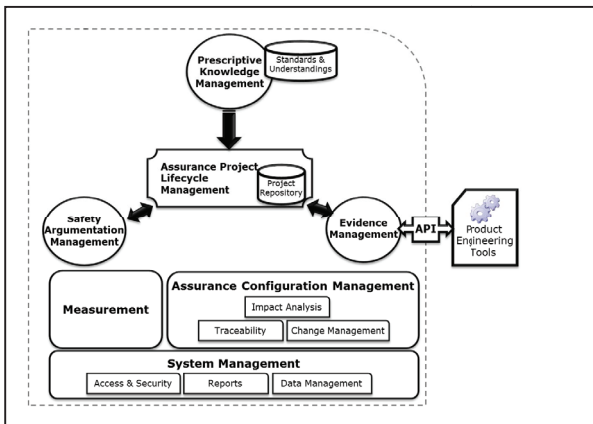 Prescriptive
Knowledge
Management
Standards &
Understandings
Assurance Project
Lifecycle
Management
Project
Repository
Safety
Argumentation
Management
Evidence
Management
API
Product
Engineering
Tools
Measurement
Assurance Configuration Management
Impact Analysis
Traceability
Change Management
System Management
Access & Security
Reports
Data Management